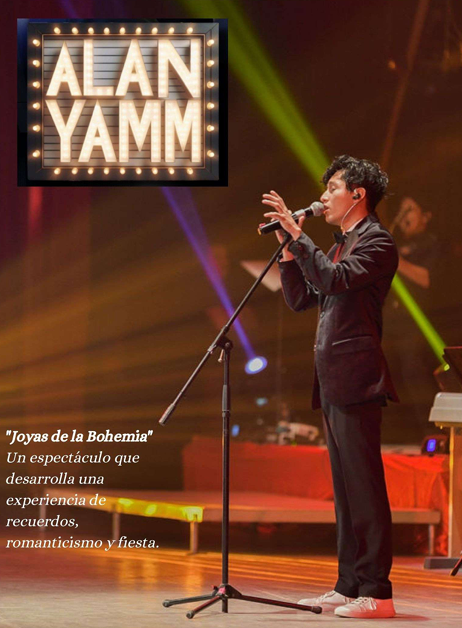 ALAN
YAMM
"Joyas de la Bohemia"
Un espectáculo que
desarrolla una
experiencia de
recuerdos,
romanticismo y fiesta.